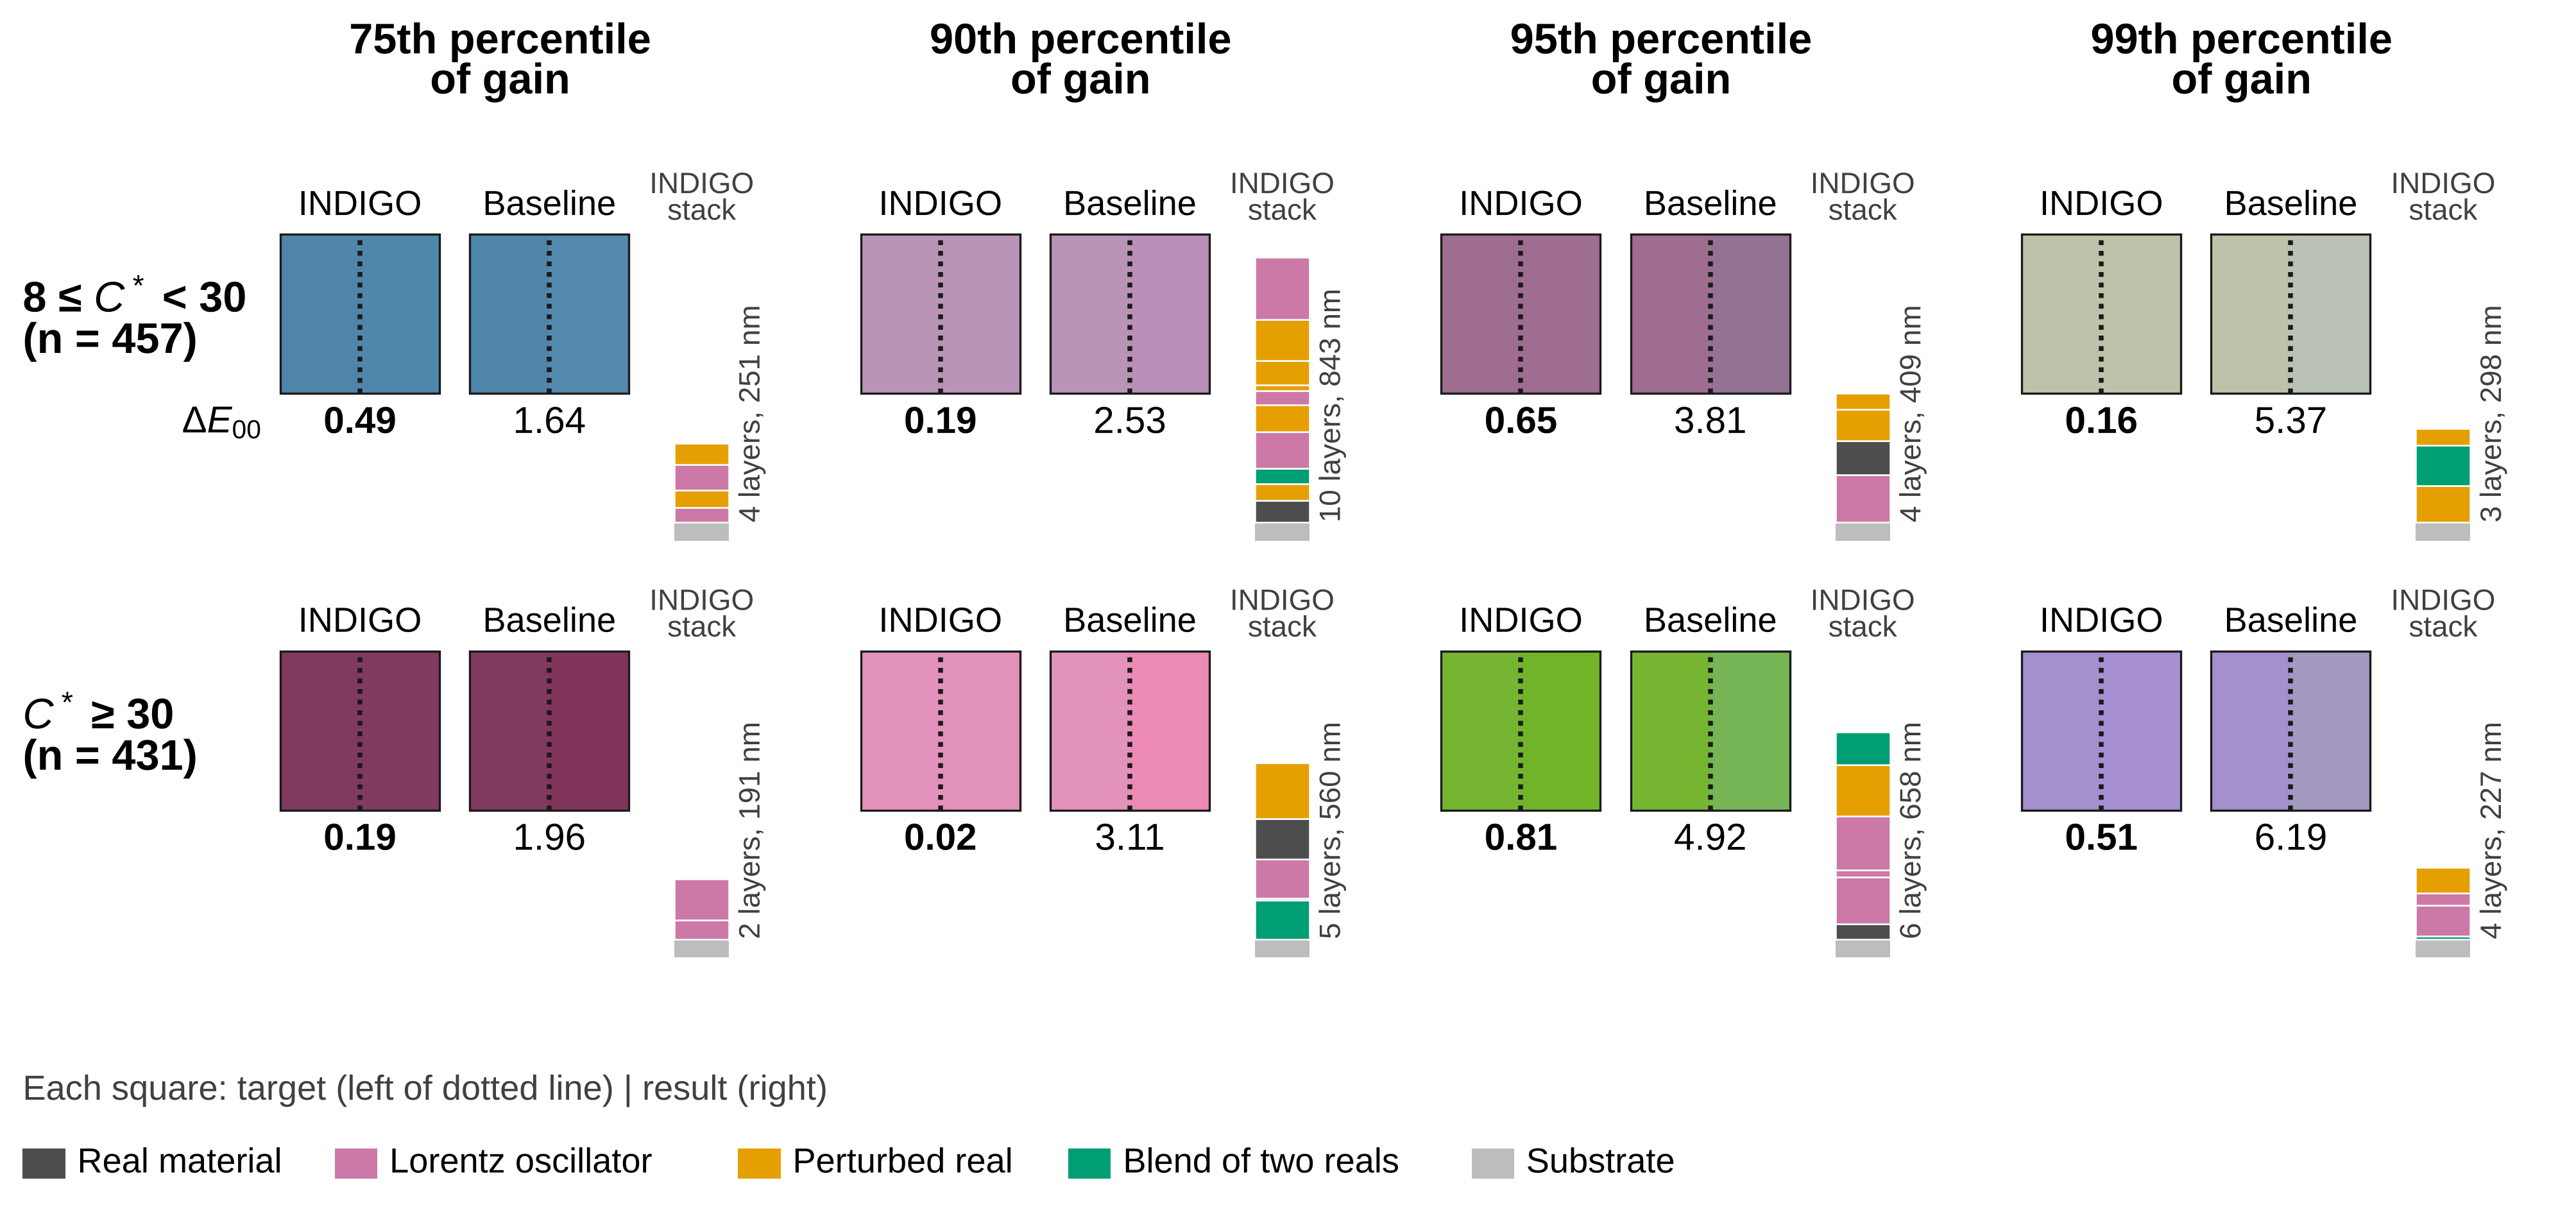 75th percentile
of gain
90th percentile
of gain
95th percentile
of gain
99th percentile
of gain
8 ≤ C* < 30
(n = 457)
ΔE00
INDIGO
Baseline
INDIGO
stack
0.49
1.64
4 layers, 251 nm
INDIGO
Baseline
INDIGO
stack
0.19
2.53
10 layers, 843 nm
INDIGO
Baseline
INDIGO
stack
0.65
3.81
4 layers, 409 nm
INDIGO
Baseline
INDIGO
stack
0.16
5.37
3 layers, 298 nm
C* ≥ 30
(n = 431)
INDIGO
Baseline
INDIGO
stack
0.19
1.96
2 layers, 191 nm
INDIGO
Baseline
INDIGO
stack
0.02
3.11
5 layers, 560 nm
INDIGO
Baseline
INDIGO
stack
0.81
4.92
6 layers, 658 nm
INDIGO
Baseline
INDIGO
stack
0.51
6.19
4 layers, 227 nm
Each square: target (left of dotted line) | result (right)
Real material
Lorentz oscillator
Perturbed real
Blend of two reals
Substrate